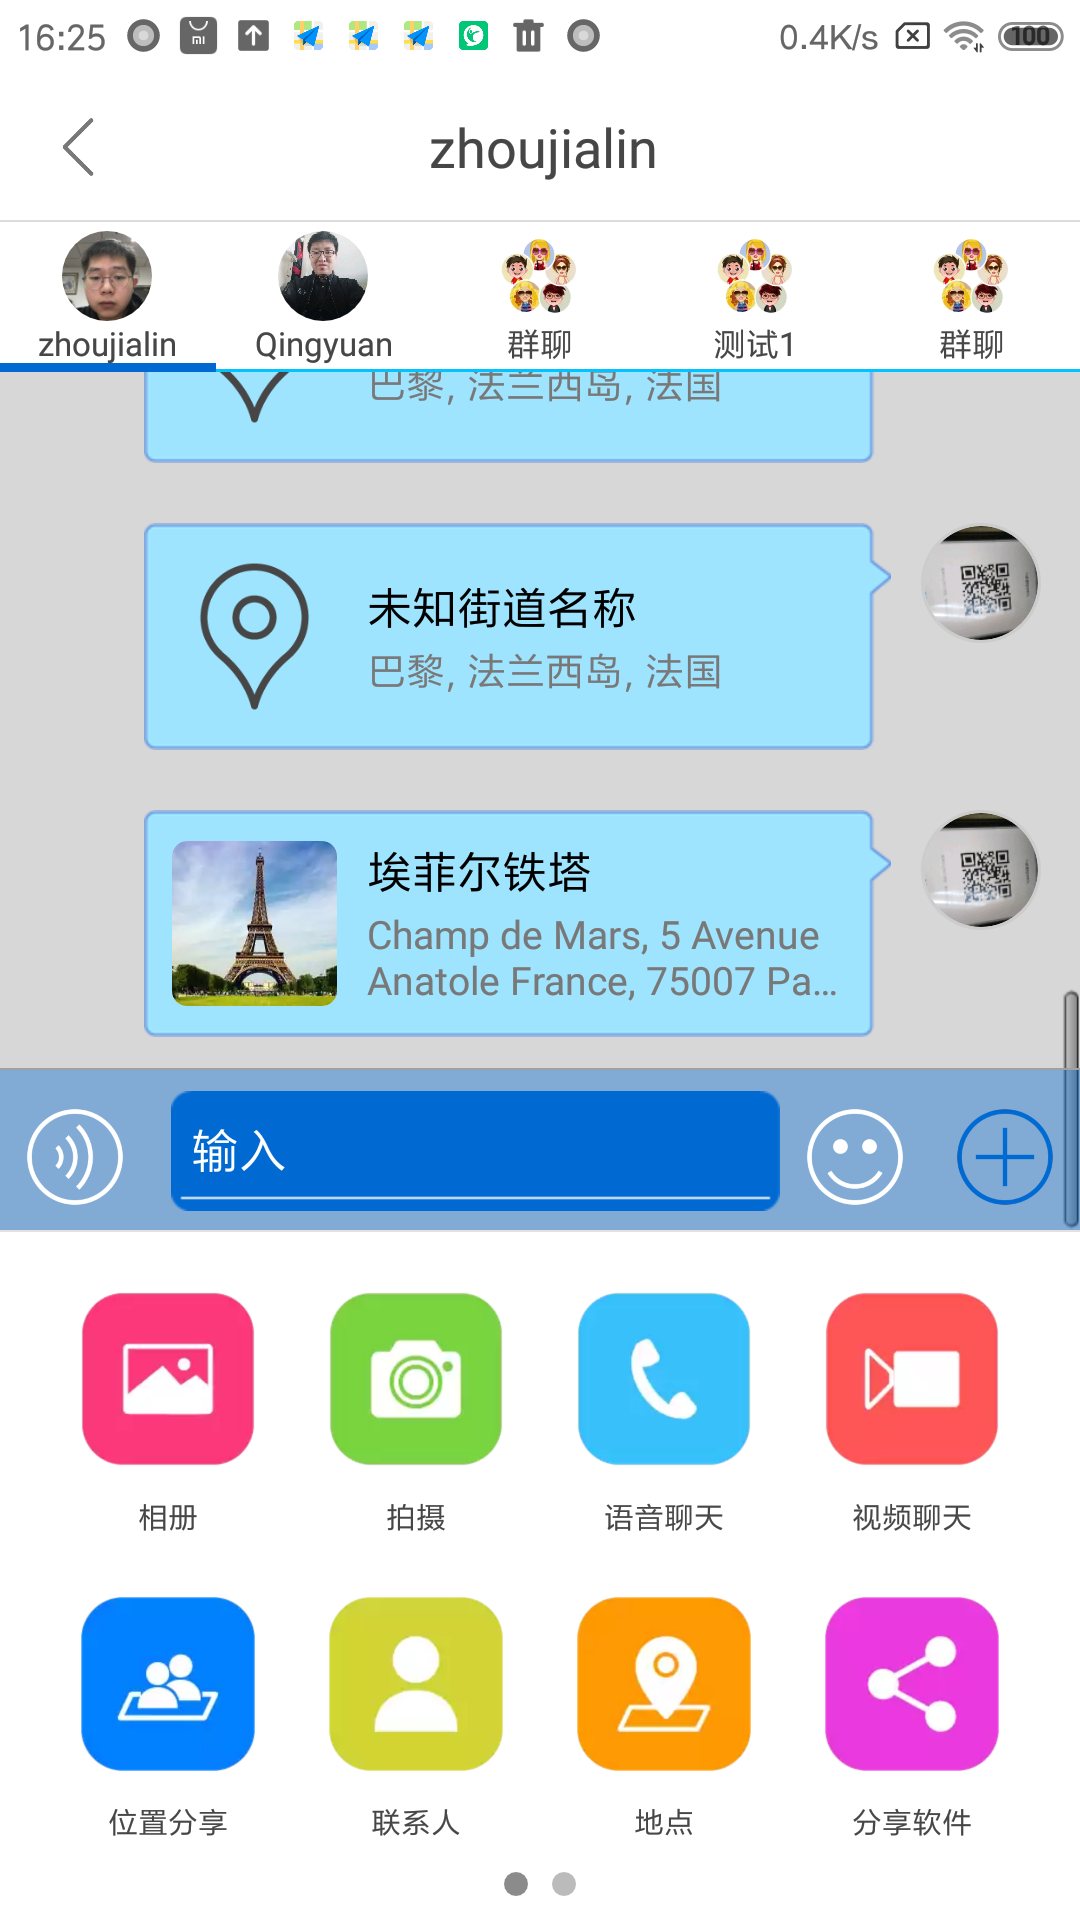 16:25
0.4K/s
100
zhoujialin
zhoujialin
Qingyuan
群聊
测试1
群聊
巴黎, 法兰西岛, 法国
未知街道名称
巴黎, 法兰西岛, 法国
埃菲尔铁塔
Champ de Mars, 5 Avenue
Anatole France, 75007 Pa...
输入
相册
拍摄
语音聊天
视频聊天
位置分享
联系人
地点
分享软件